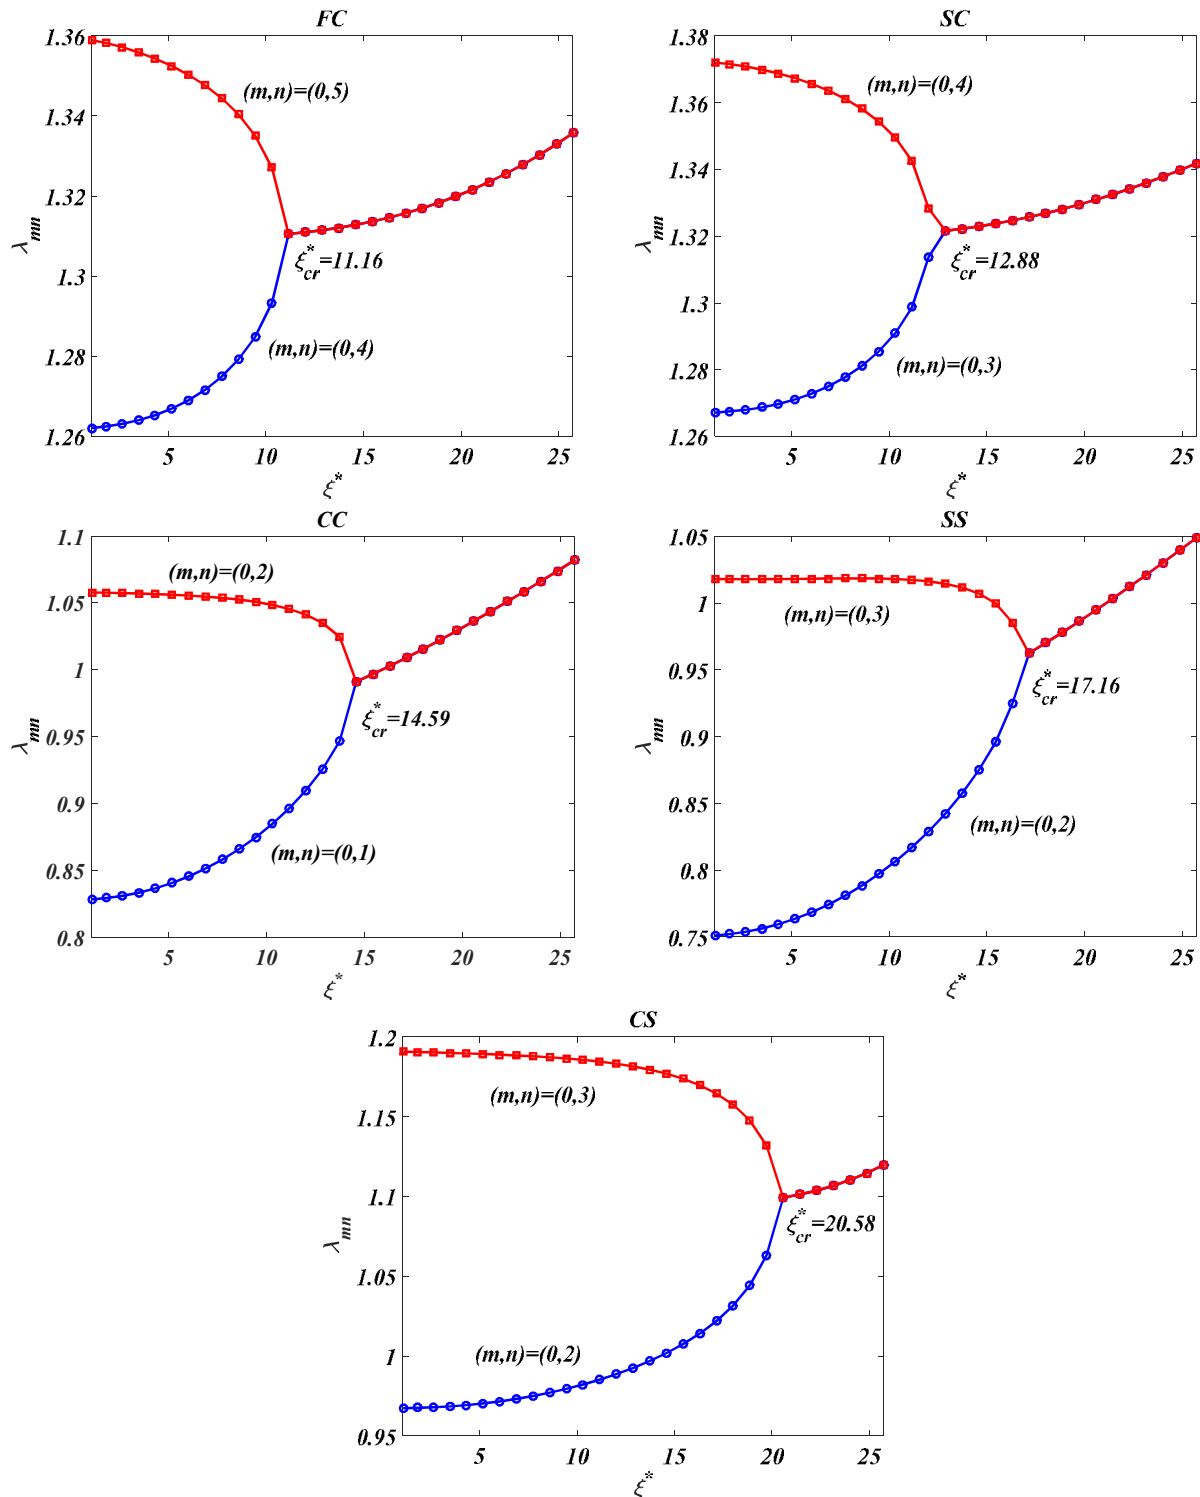 FC
1.36
1.34
1.32
1.3
1.28
1.26
λmn
(m,n)=(0,5)
ξ*cr=11.16
(m,n)=(0,4)
5 10 15 20 25
ξ*
SC
1.38
1.36
1.34
1.32
1.3
1.28
1.26
λmn
(m,n)=(0,4)
ξ*cr=12.88
(m,n)=(0,3)
5 10 15 20 25
ξ*
CC
1.1
1.05
1
0.95
0.9
0.85
0.8
λmn
(m,n)=(0,2)
ξ*cr=14.59
(m,n)=(0,1)
5 10 15 20 25
ξ*
SS
1.05
1
0.95
0.9
0.85
0.8
0.75
λmn
(m,n)=(0,3)
ξ*cr=17.16
(m,n)=(0,2)
5 10 15 20 25
ξ*
CS
1.2
1.15
1.1
1.05
1
0.95
λmn
(m,n)=(0,3)
ξ*cr=20.58
(m,n)=(0,2)
5 10 15 20 25
ξ*